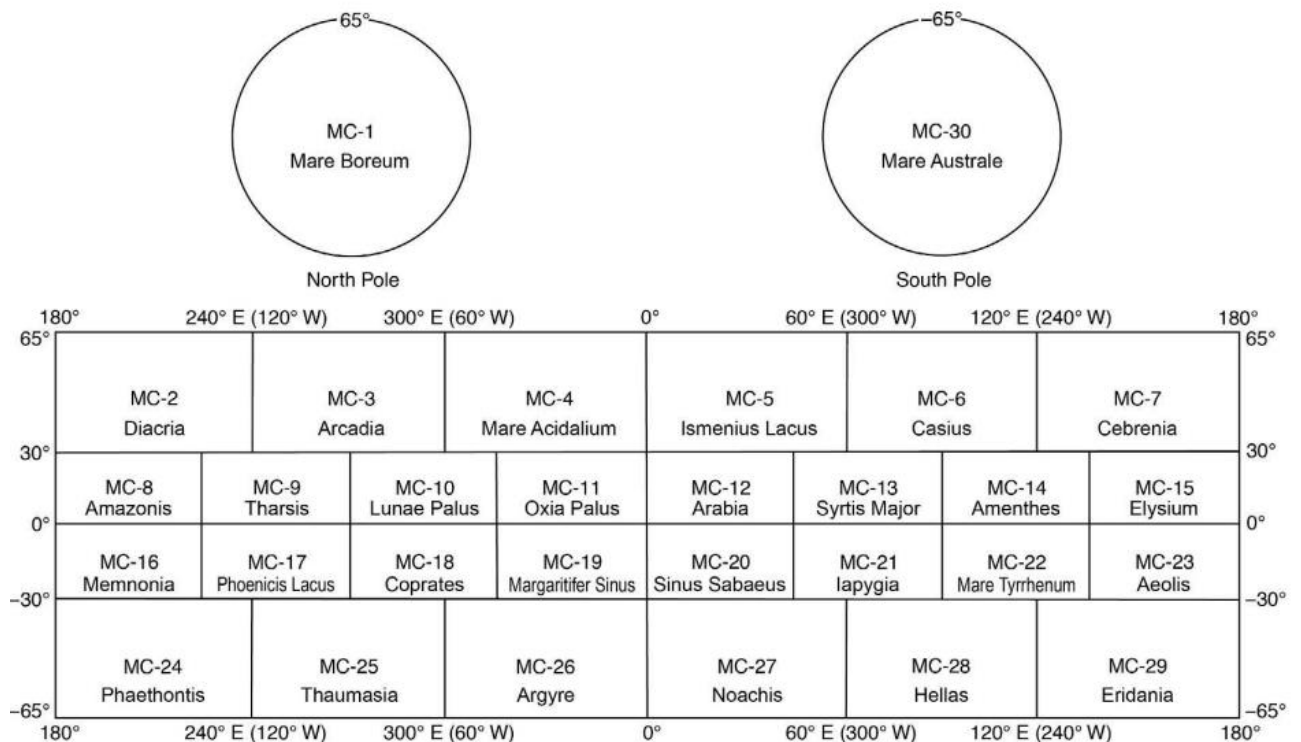 65°
–65°
MC-1
Mare Boreum
MC-30
Mare Australe
North Pole
South Pole
180° 240° E (120° W) 300° E (60° W) 0° 60° E (300° W) 120° E (240° W) 180°
65° 65°
MC-2 MC-3 MC-4 MC-5 MC-6 MC-7
Diacria Arcadia Mare Acidalium Ismenius Lacus Casius Cebrenia
30° 30°
MC-8 MC-9 MC-10 MC-11 MC-12 MC-13 MC-14 MC-15
Amazonis Tharsis Lunae Palus Oxia Palus Arabia Syrtis Major Amenthes Elysium
0° 0°
MC-16 MC-17 MC-18 MC-19 MC-20 MC-21 MC-22 MC-23
Memnonia Phoenicis Lacus Coprates Margaritifer Sinus Sinus Sabaeus Iapygia Mare Tyrrhenum Aeolis
–30° –30°
MC-24 MC-25 MC-26 MC-27 MC-28 MC-29
Phaethontis Thaumasia Argyre Noachis Hellas Eridania
–65° –65°
180° 240° E (120° W) 300° E (60° W) 0° 60° E (300° W) 120° E (240° W) 180°